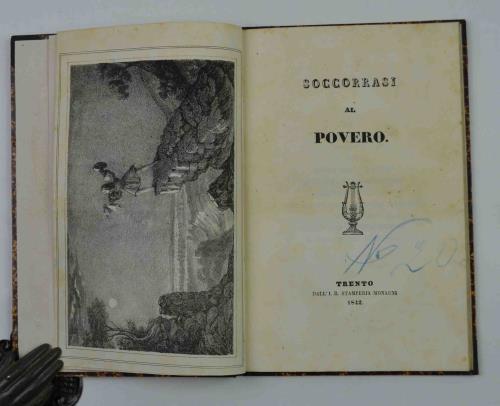 SOCCORRASI
AL
POVERO.
No 20.
TRENTO
DALL' I. R. STAMPERIA MONAUNI
1842.